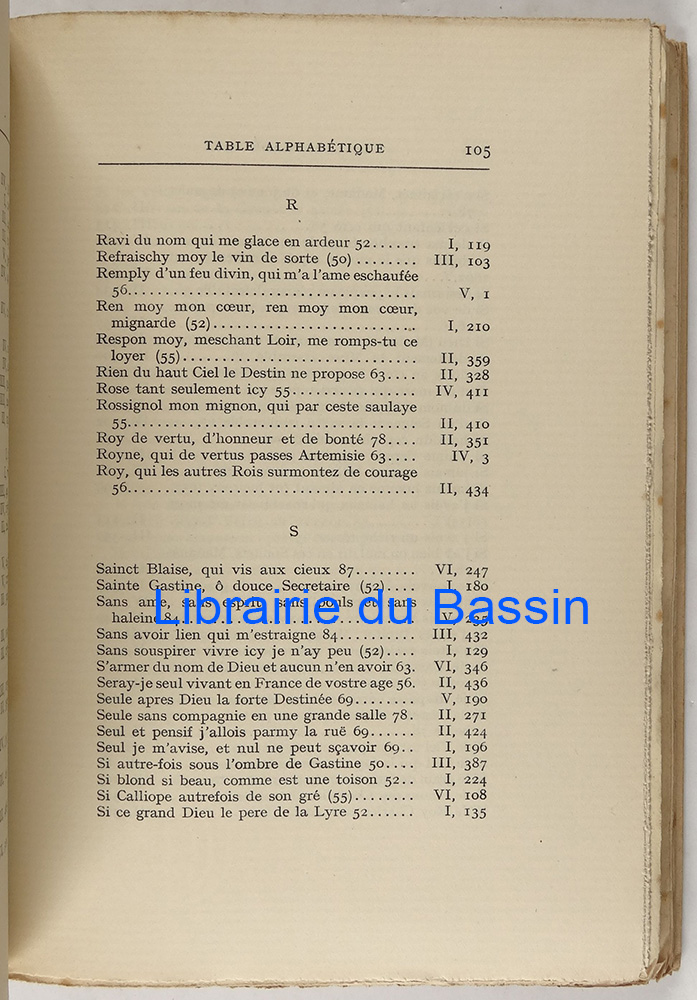 TABLE ALPHABÉTIQUE 105
R
Ravi du nom qui me glace en ardeur 52...... I, 119
Refraischy moy le vin de sorte (50) ........ III, 103
Remply d'un feu divin, qui m'a l'ame eschaufée
56.................................... V, 1
Ren moy mon cœur, ren moy mon cœur,
mignarde (52)......................... I, 210
Respon moy, meschant Loir, me romps-tu ce
loyer (55)............................. II, 359
Rien du haut Ciel le Destin ne propose 63.... II, 328
Rose tant seulement icy 55................ IV, 411
Rossignol mon mignon, qui par ceste saulaye
55.................................... II, 410
Roy de vertu, d'honneur et de bonté 78.... II, 351
Royne, qui de vertus passes Artemisie 63.... IV, 3
Roy, qui les autres Rois surmontez de courage
56.................................... II, 434
S
Sainct Blaise, qui vis aux cieux 87........ VI, 247
Sainte Gastine, ô douce Secretaire (52).... I, 180
Sans ame, sans esprit, sans pouls et sans
haleine 84............................ V, 235
Librairie du Bassin
Sans avoir lien qui m'estraigne 84.......... III, 432
Sans souspirer vivre icy je n'ay peu (52).... I, 129
S'armer du nom de Dieu et aucun n'en avoir 63. VI, 346
Seray-je seul vivant en France de vostre age 56. II, 436
Seule apres Dieu la forte Destinée 69........ V, 190
Seule sans compagnie en une grande salle 78. II, 271
Seul et pensif j'allois parmy la ruë 69...... II, 424
Seul je m'avise, et nul ne peut sçavoir 69.. I, 196
Si autre-fois sous l'ombre de Gastine 50.... III, 387
Si blond si beau, comme est une toison 52.. I, 224
Si Calliope autrefois de son gré (55)........ VI, 108
Si ce grand Dieu le pere de la Lyre 52...... I, 135